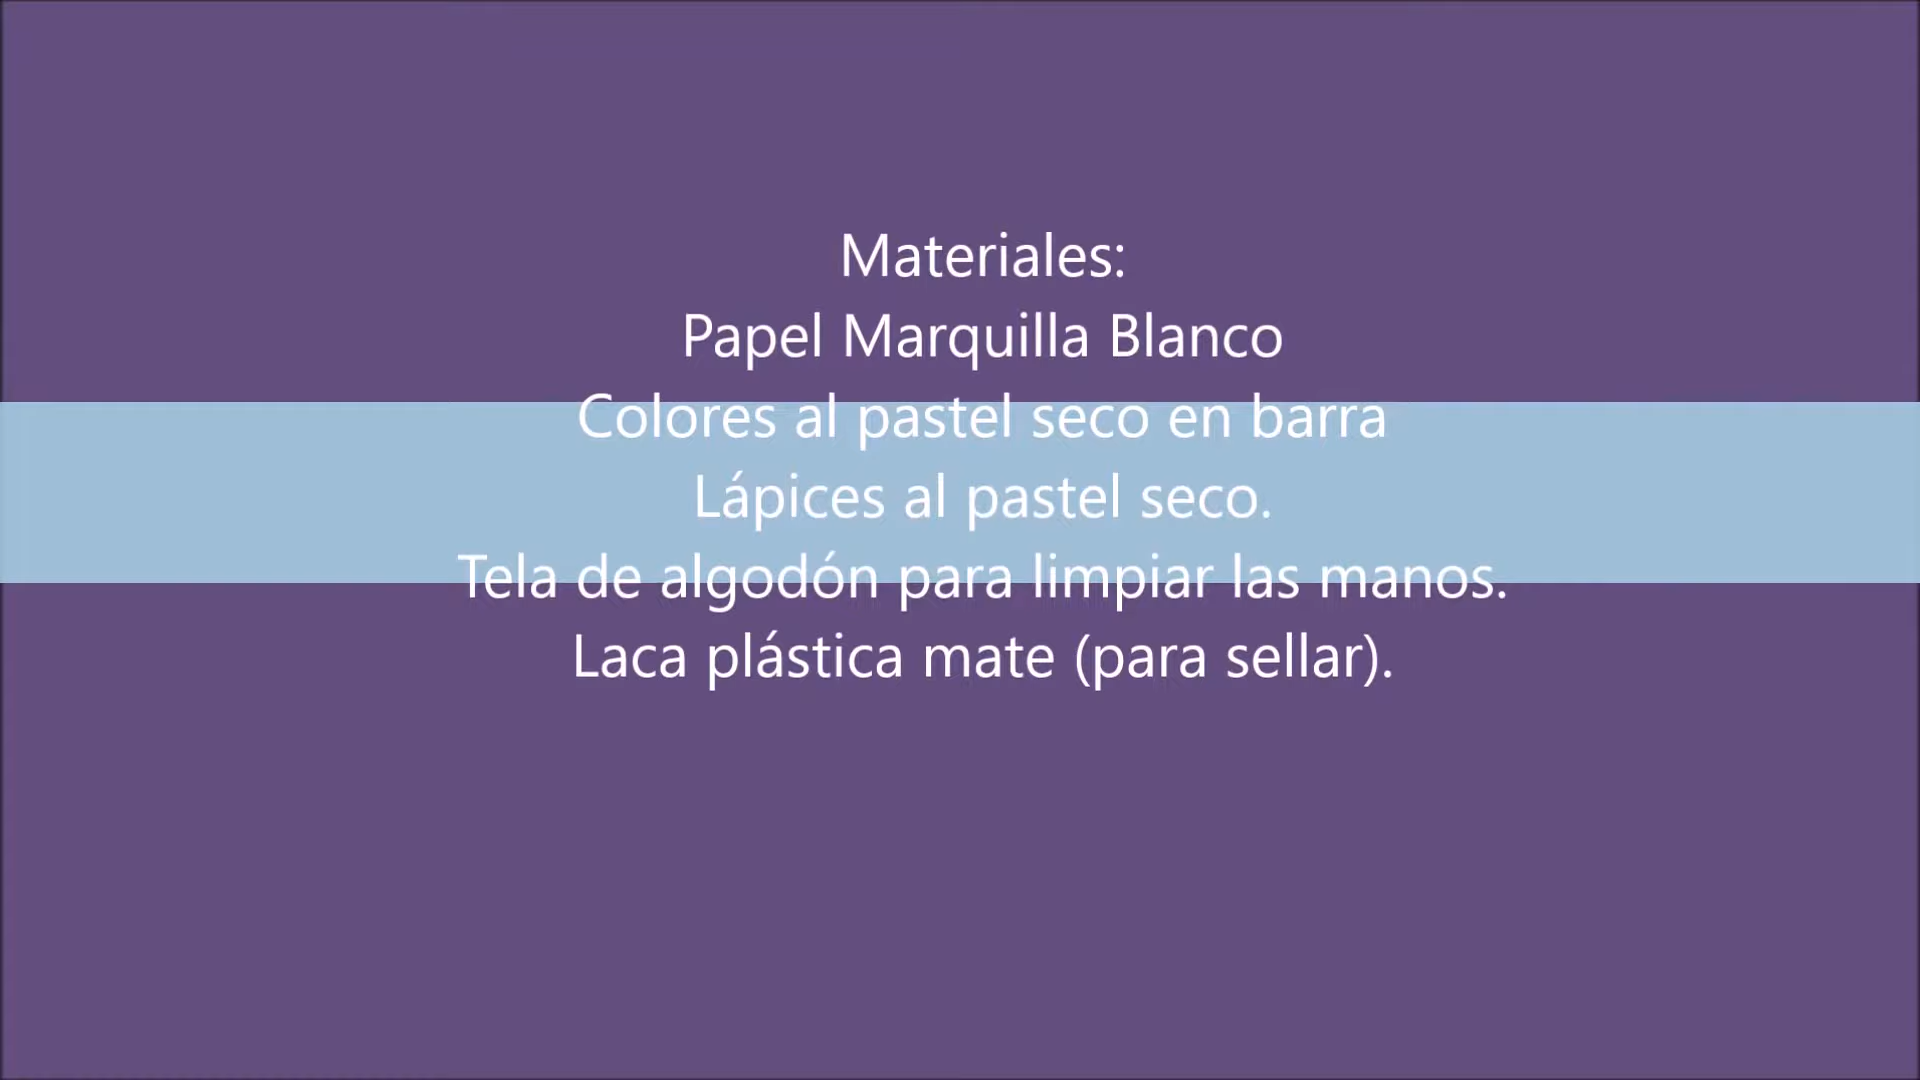 Materiales:
Papel Marquilla Blanco
Colores al pastel seco en barra
Lápices al pastel seco.
Tela de algodón para limpiar las manos.
Laca plástica mate (para sellar).